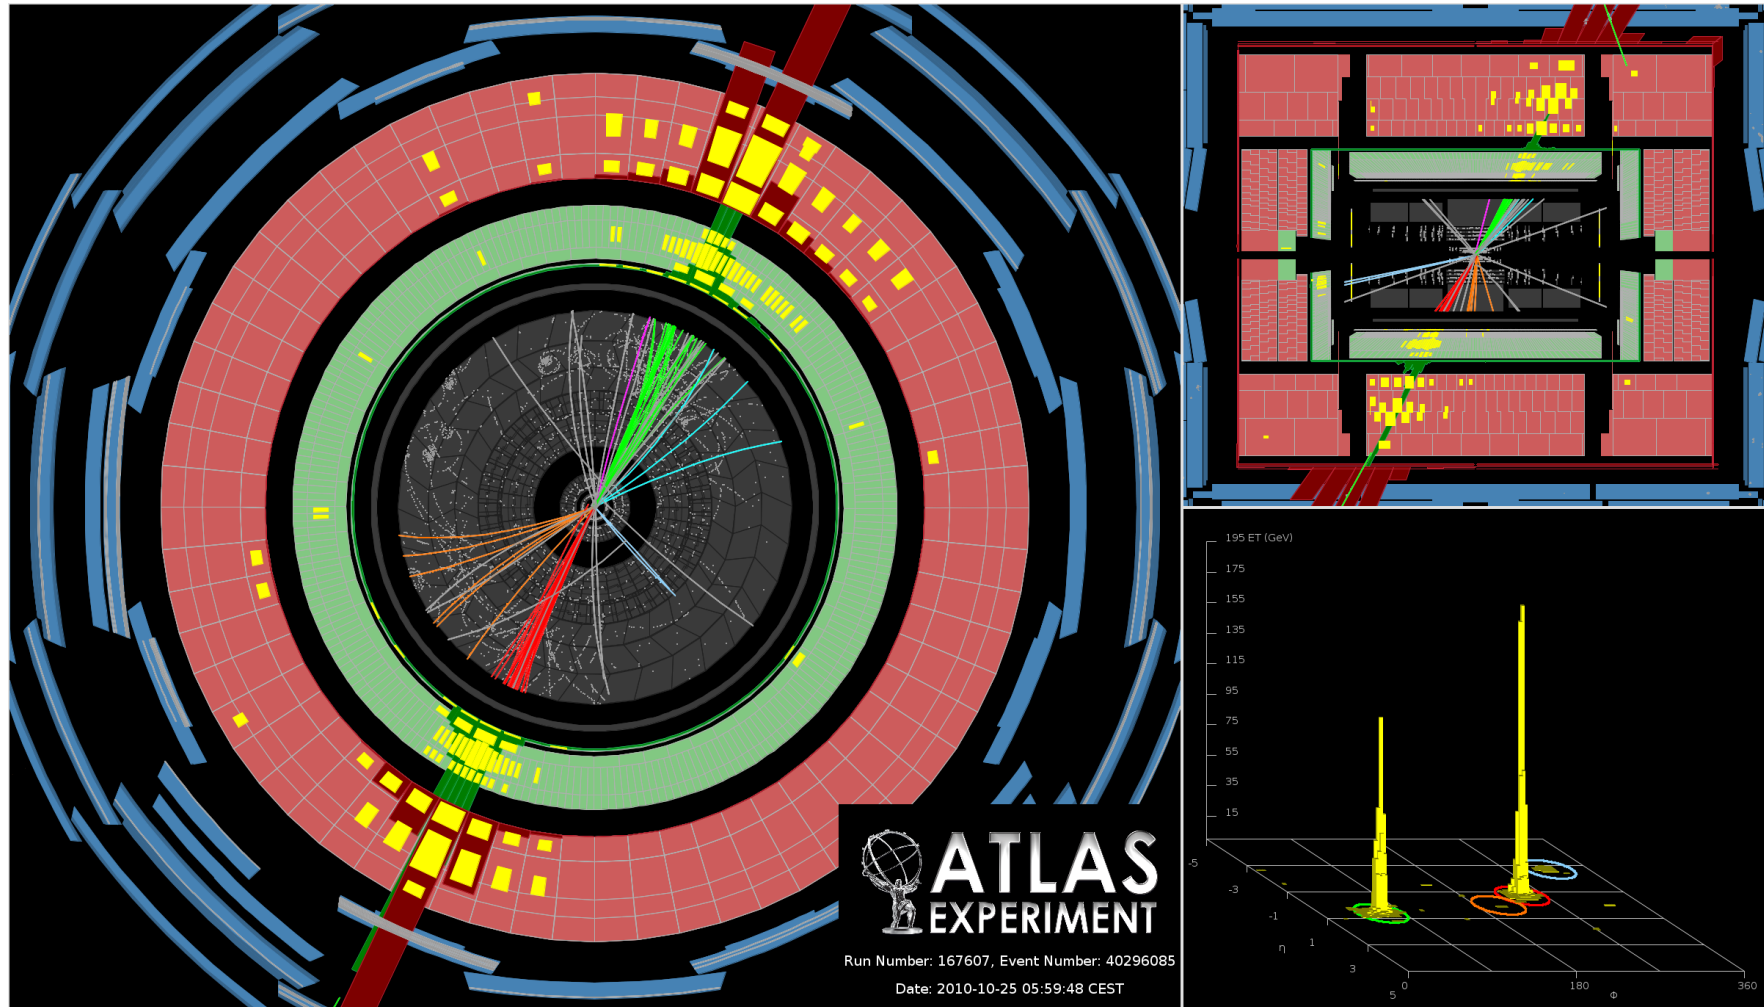 ATLAS
EXPERIMENT
Run Number: 167607, Event Number: 40296085
Date: 2010-10-25 05:59:48 CEST
195 ET (GeV)
175
155
135
115
95
75
55
35
15
-5
-3
-1
η
1
3
5
0
180
Φ
360